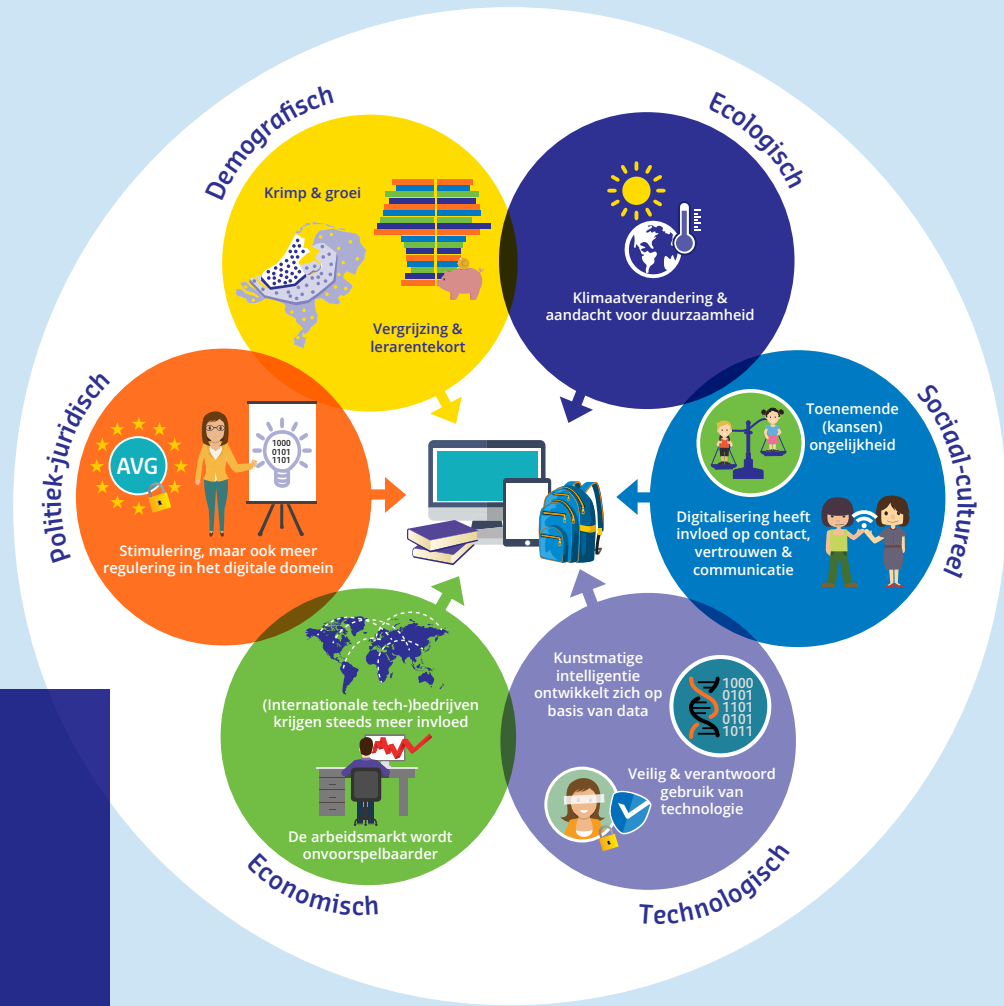 Demografisch
Krimp & groei
Vergrijzing &
lerarentekort
Ecologisch
Klimaatverandering &
aandacht voor duurzaamheid
Politiek-juridisch
AVG
1000
0101
1101
Stimulering, maar ook meer
regulering in het digitale domein
Sociaal-cultureel
Toenemende
(kansen)
ongelijkheid
Digitalisering heeft
invloed op contact,
vertrouwen &
communicatie
Economisch
(Internationale tech-)bedrijven
krijgen steeds meer invloed
De arbeidsmarkt wordt
onvoorspelbaarder
Technologisch
Kunstmatige
intelligentie
ontwikkelt zich op
basis van data
1000
0101
1101
0101
1011
Veilig & verantwoord
gebruik van
technologie